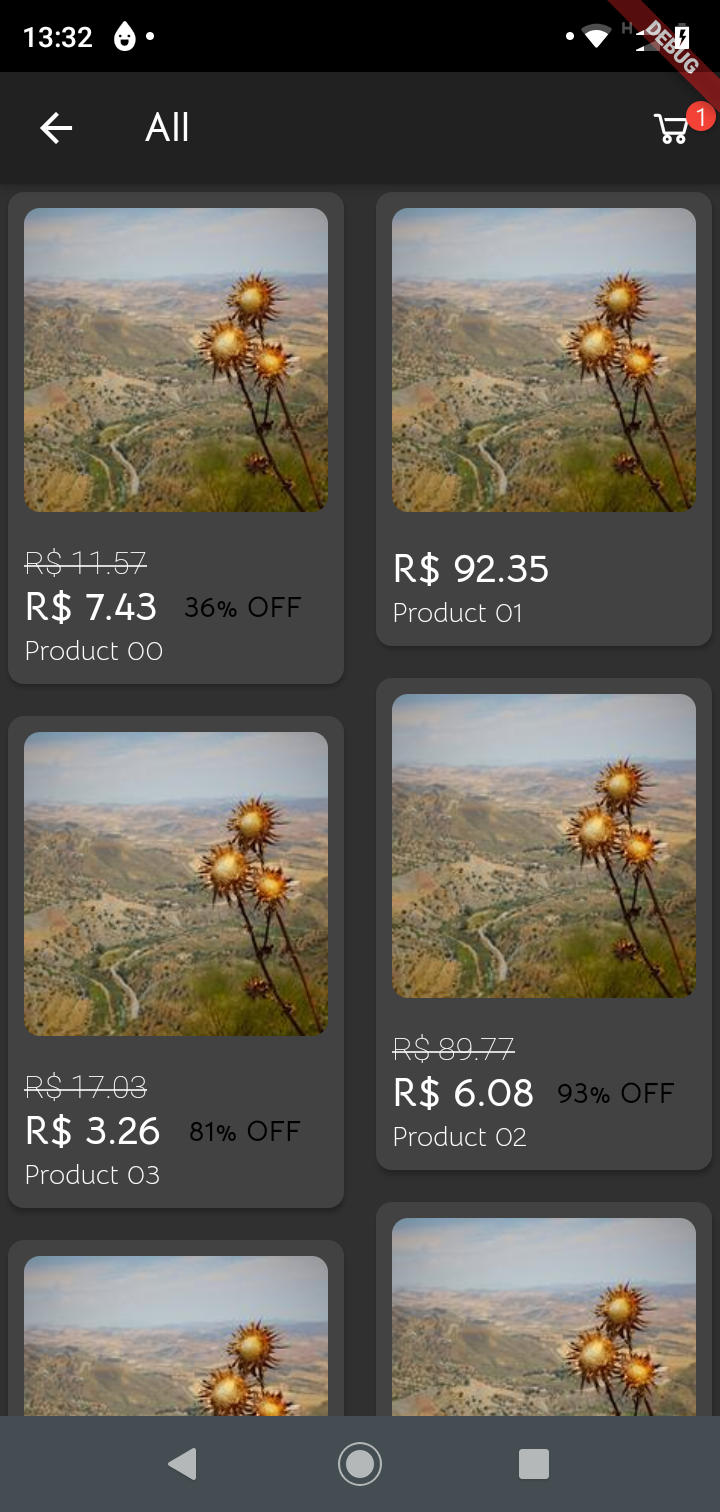 13:32
H
DEBUG
All
1
R$ 11.57
R$ 7.43 36% OFF
Product 00
R$ 92.35
Product 01
R$ 17.03
R$ 3.26 81% OFF
Product 03
R$ 89.77
R$ 6.08 93% OFF
Product 02